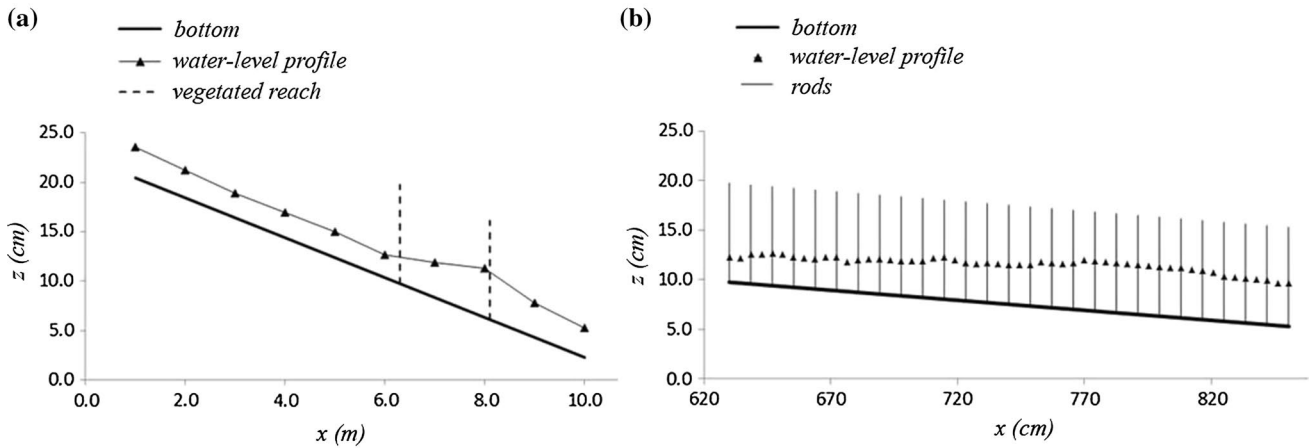 (a)
bottom
water-level profile
vegetated reach
25.0
20.0
15.0
10.0
5.0
0.0
z (cm)
0.0 2.0 4.0 6.0 8.0 10.0
x (m)
(b)
bottom
water-level profile
rods
25.0
20.0
15.0
10.0
5.0
0.0
z (cm)
620 670 720 770 820
x (cm)